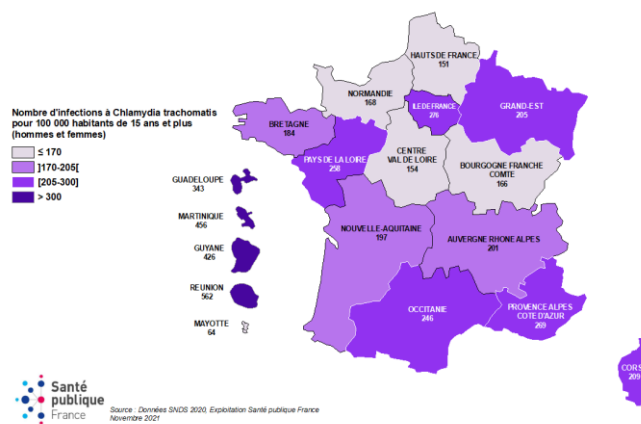 HAUTS DE FRANCE
151
NORMANDIE
168
ILE DE FRANCE
276
GRAND-EST
205
Nombre d'infections à Chlamydia trachomatis
pour 100 000 habitants de 15 ans et plus
(hommes et femmes)
≤ 170
]170-205[
[205-300]
> 300
BRETAGNE
184
PAYS DE LA LOIRE
258
CENTRE
VAL DE LOIRE
154
BOURGOGNE FRANCHE
COMTE
166
GUADELOUPE
343
MARTINIQUE
456
GUYANE
426
REUNION
562
MAYOTTE
64
NOUVELLE-AQUITAINE
197
AUVERGNE RHONE ALPES
201
OCCITANIE
246
PROVENCE ALPES
COTE D'AZUR
269
CORS
209
Santé
publique
France
Source : Données SNDS 2020, Exploitation Santé publique France
Novembre 2021